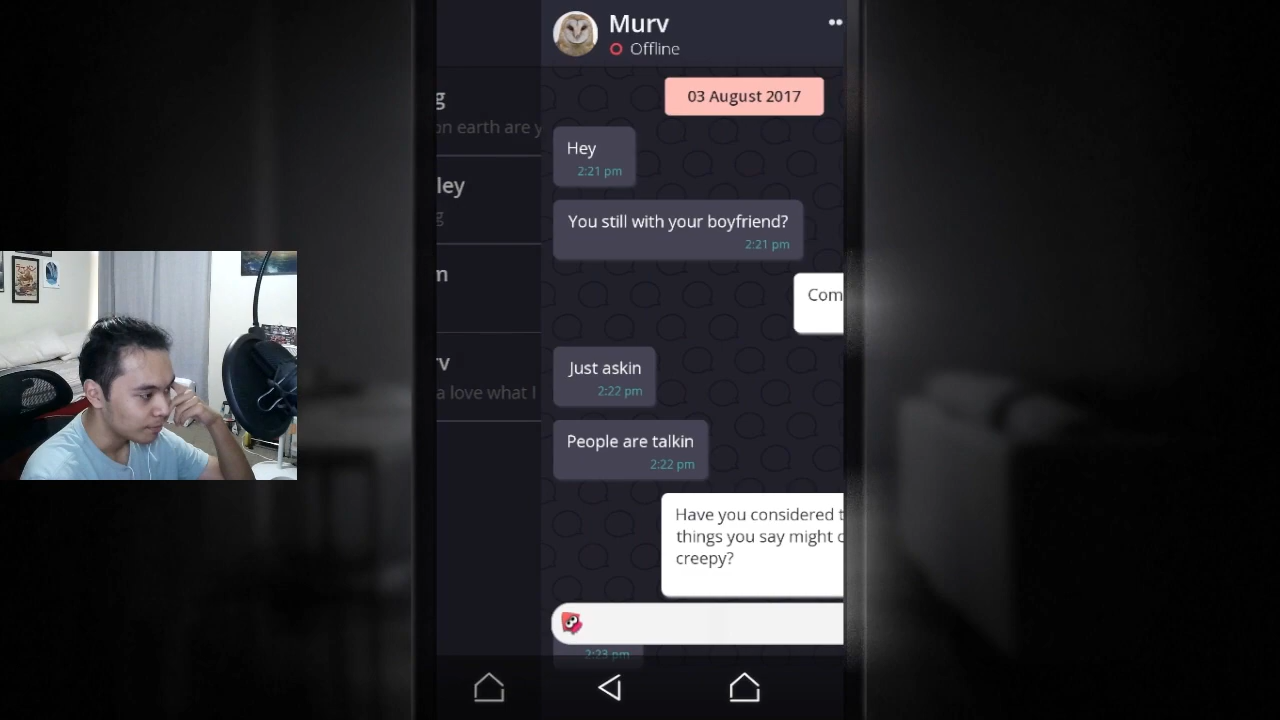 Murv
Offline
03 August 2017
g
on earth are y
Hey
2:21 pm
ley
g
You still with your boyfriend?
2:21 pm
m
Com
rv
a love what I
Just askin
2:22 pm
People are talkin
2:22 pm
Have you considered t
things you say might c
creepy?
2:23 pm